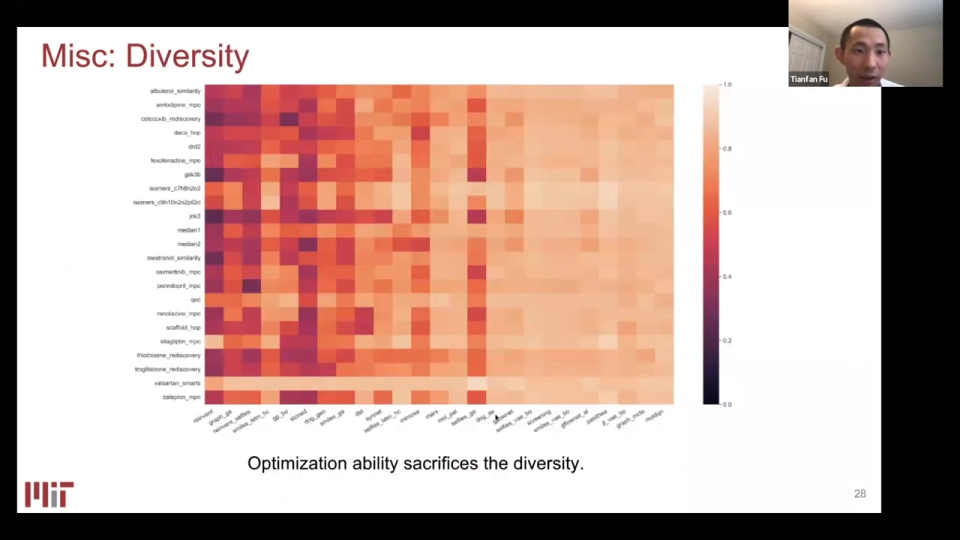 Misc: Diversity
Tianfan Fu
albuterol_similarity
amlodipine_mpo
celecoxib_rediscovery
deco_hop
drd2
fexofenadine_mpo
gsk3b
isomers_c7h8n2o2
isomers_c9h10n2o2pf2cl
jnk3
median1
median2
mestranol_similarity
osimertinib_mpo
perindopril_mpo
qed
ranolazine_mpo
scaffold_hop
sitagliptin_mpo
thiothixene_rediscovery
troglitazone_rediscovery
valsartan_smarts
zaleplon_mpo
1.0
0.8
0.6
0.4
0.2
0.0
reinvent
graph_ga
reinvent_selfies
smiles_lstm_hc
gp_bo
stoned
dog_gen
smiles_ga
dst
synnet
selfies_lstm_hc
mimosa
mars
mol_pal
selfies_ga
dog_ae
gflownet
selfies_vae_bo
screening
smiles_vae_bo
gflownet_al
pasithea
jt_vae_bo
graph_mcts
moldqn
Optimization ability sacrifices the diversity.
MIT
28